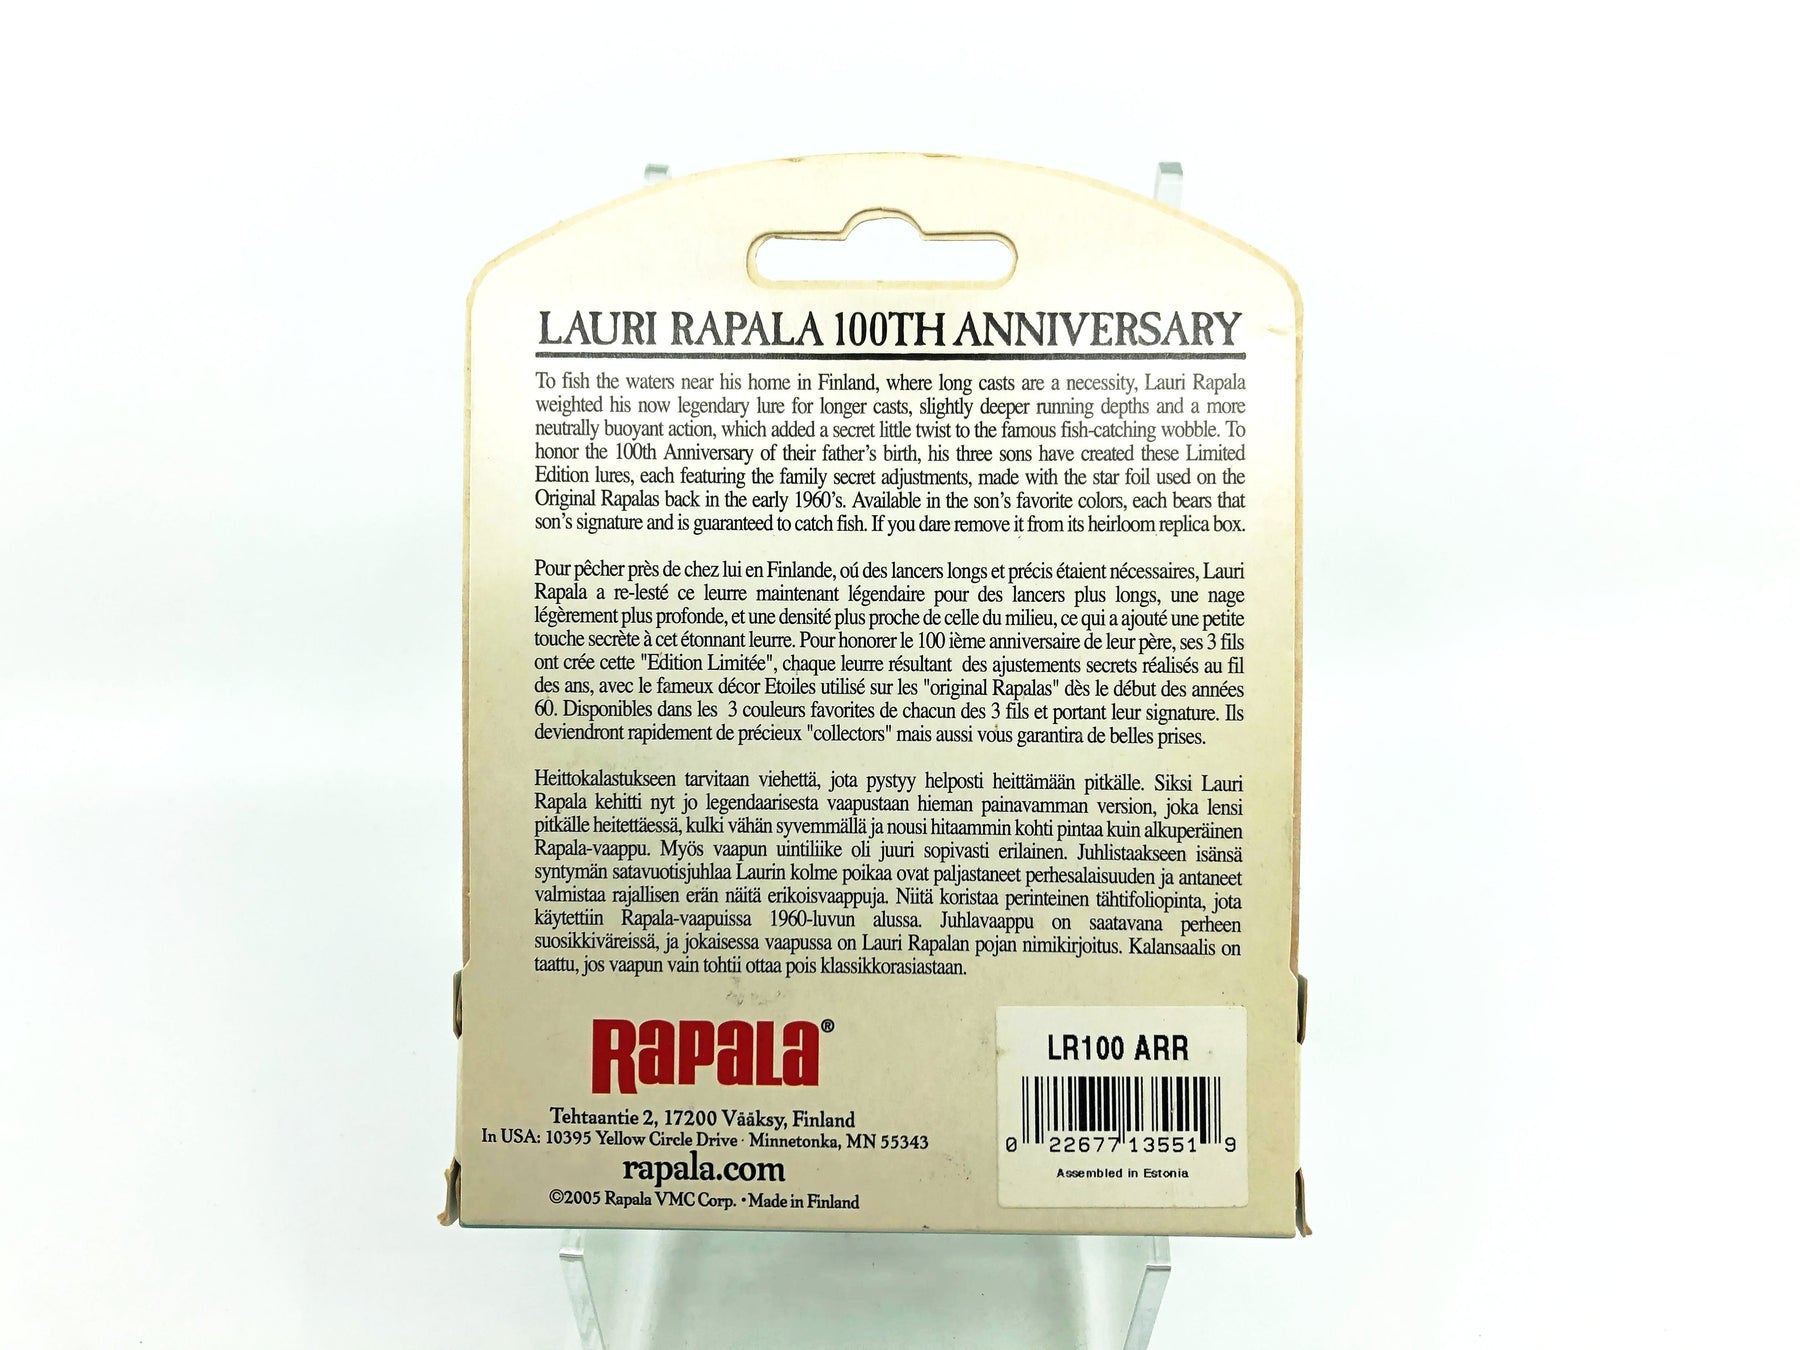 LAURI RAPALA 100TH ANNIVERSARY
To fish the waters near his home in Finland, where long casts are a necessity, Lauri Rapala
weighted his now legendary lure for longer casts, slightly deeper running depths and a more
neutrally buoyant action, which added a secret little twist to the famous fish-catching wobble. To
honor the 100th Anniversary of their father's birth, his three sons have created these Limited
Edition lures, each featuring the family secret adjustments, made with the star foil used on the
Original Rapalas back in the early 1960's. Available in the son's favorite colors, each bears that
son's signature and is guaranteed to catch fish. If you dare remove it from its heirloom replica box.
Pour pêcher près de chez lui en Finlande, oú des lancers longs et précis étaient nécessaires, Lauri
Rapala a re-lesté ce leurre maintenant légendaire pour des lancers plus longs, une nage
légèrement plus profonde, et une densité plus proche de celle du milieu, ce qui a ajouté une petite
touche secrète à cet étonnant leurre. Pour honorer le 100 ième anniversaire de leur père, ses 3 fils
ont crée cette "Edition Limitée", chaque leurre résultant des ajustements secrets réalisés au fil
des ans, avec le fameux décor Etoiles utilisé sur les "original Rapalas" dès le début des années
60. Disponibles dans les 3 couleurs favorites de chacun des 3 fils et portant leur signature. Ils
deviendront rapidement de précieux "collectors" mais aussi vous garantira de belles prises.
Heittokalastukseen tarvitaan viehettä, jota pystyy helposti heittämään pitkälle. Siksi Lauri
Rapala kehitti nyt jo legendaarisesta vaapustaan hieman painavamman version, joka lensi
pitkälle heitettäessä, kulki vähän syvemmällä ja nousi hitaammin kohti pintaa kuin alkuperäinen
Rapala-vaappu. Myös vaapun uintiliike oli juuri sopivasti erilainen. Juhlistaakseen isänsä
syntymän satavuotisjuhlaa Laurin kolme poikaa ovat paljastaneet perhesalaisuuden ja antaneet
valmistaa rajallisen erän näitä erikoisvaappuja. Niitä koristaa perinteinen tähtifoliopinta, jota
käytettiin Rapala-vaapuissa 1960-luvun alussa. Juhlavaappu on saatavana perheen
suosikkiväreissä, ja jokaisessa vaapussa on Lauri Rapalan pojan nimikirjoitus. Kalansaalis on
taattu, jos vaapun vain tohtii ottaa pois klassikkorasiastaan.
RAPALA®
Tehtaantie 2, 17200 Vääksy, Finland
In USA: 10395 Yellow Circle Drive · Minnetonka, MN 55343
rapala.com
©2005 Rapala VMC Corp. • Made in Finland
LR100 ARR
0 22677 13551 9
Assembled in Estonia